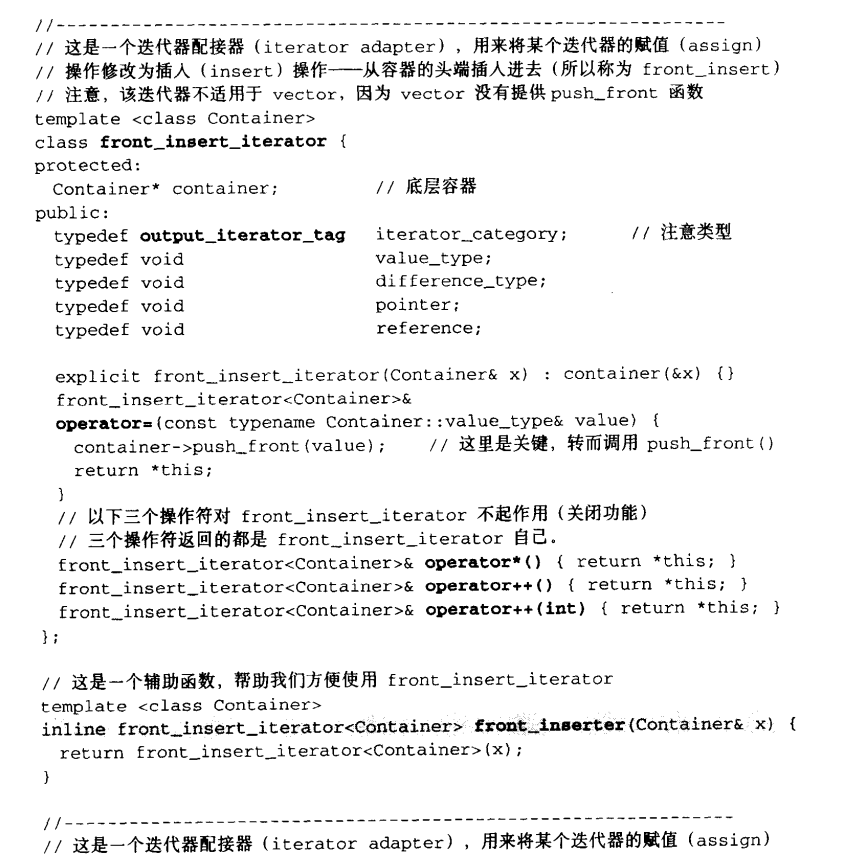 //--------------------------------------------------------------
// 这是一个迭代器配接器 (iterator adapter) , 用来将某个迭代器的赋值 (assign)
// 操作修改为插入 (insert) 操作——从容器的头端插入进去 (所以称为 front_insert)
// 注意, 该迭代器不适用于 vector, 因为 vector 没有提供 push_front 函数
template <class Container>
class front_insert_iterator {
protected:
  Container* container;          // 底层容器
public:
  typedef output_iterator_tag   iterator_category;       // 注意类型
  typedef void                  value_type;
  typedef void                  difference_type;
  typedef void                  pointer;
  typedef void                  reference;
  explicit front_insert_iterator(Container& x) : container(&x) {}
  front_insert_iterator<Container>&
  operator=(const typename Container::value_type& value) {
    container->push_front(value);    // 这里是关键, 转而调用 push_front()
    return *this;
  }
  // 以下三个操作符对 front_insert_iterator 不起作用 (关闭功能)
  // 三个操作符返回的都是 front_insert_iterator 自己.
  front_insert_iterator<Container>& operator*() { return *this; }
  front_insert_iterator<Container>& operator++() { return *this; }
  front_insert_iterator<Container>& operator++(int) { return *this; }
};
// 这是一个辅助函数, 帮助我们方便使用 front_insert_iterator
template <class Container>
inline front_insert_iterator<Container> front_inserter(Container& x) {
  return front_insert_iterator<Container>(x);
}
//--------------------------------------------------------------
// 这是一个迭代器配接器 (iterator adapter) , 用来将某个迭代器的赋值 (assign)